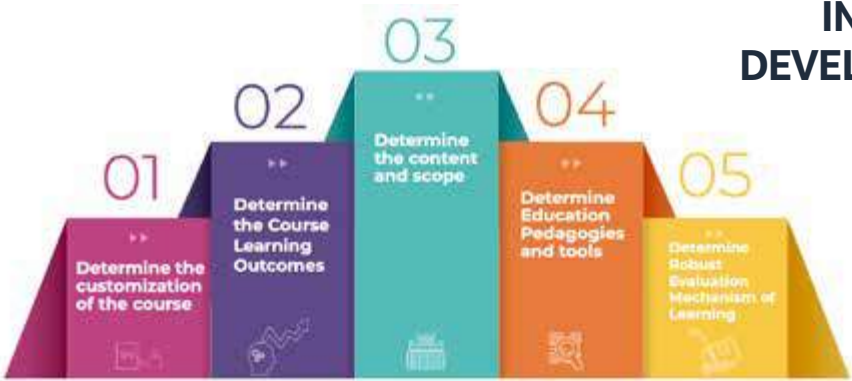 IN
DEVEL
01
Determine the
customization
of the course
02
Determine
the Course
Learning
Outcomes
03
Determine
the content
and scope
04
Determine
Education
Pedagogies
and tools
05
Determine
Robust
Evaluation
Mechanism of
Learning